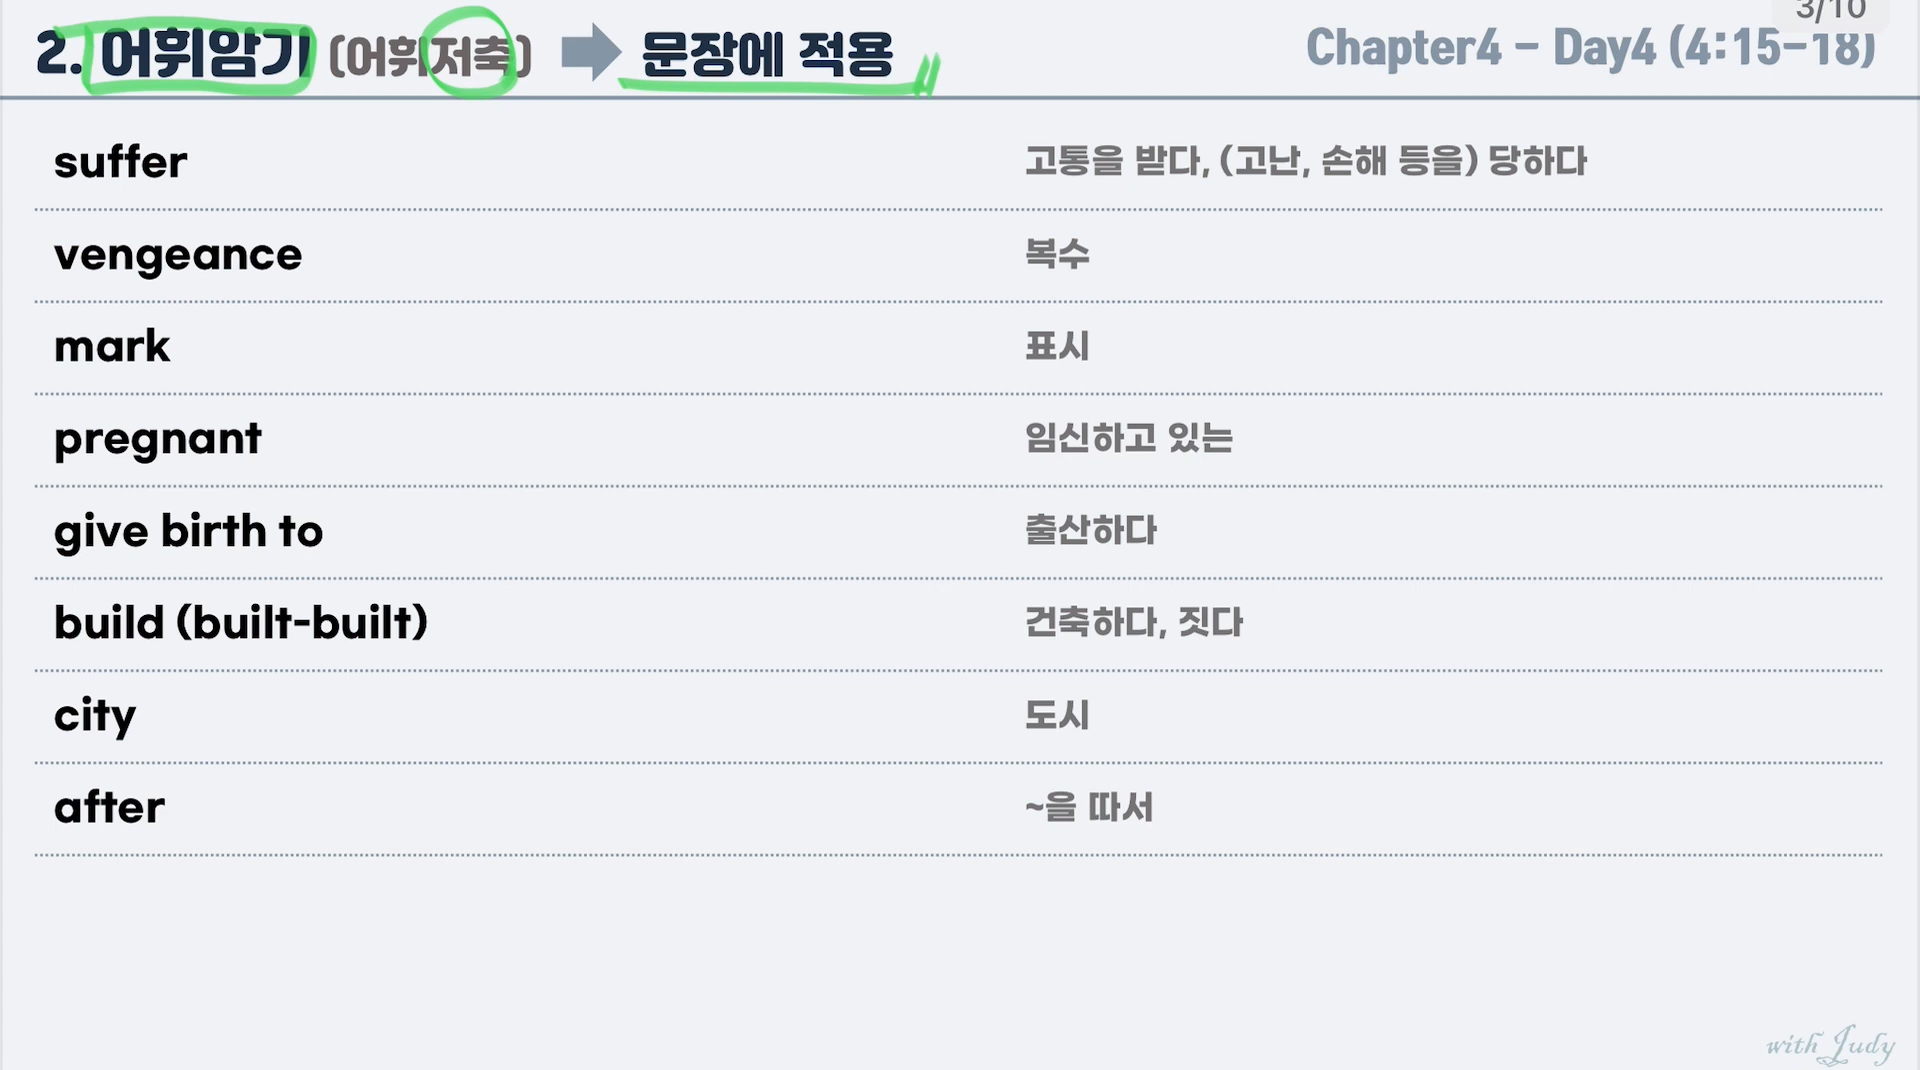 3/10
2. 어휘암기 (어휘저축) ➡ 문장에 적용 Chapter4 - Day4 (4:15-18)
suffer 고통을 받다, (고난, 손해 등을) 당하다
vengeance 복수
mark 표시
pregnant 임신하고 있는
give birth to 출산하다
build (built-built) 건축하다, 짓다
city 도시
after ~을 따서
with Judy